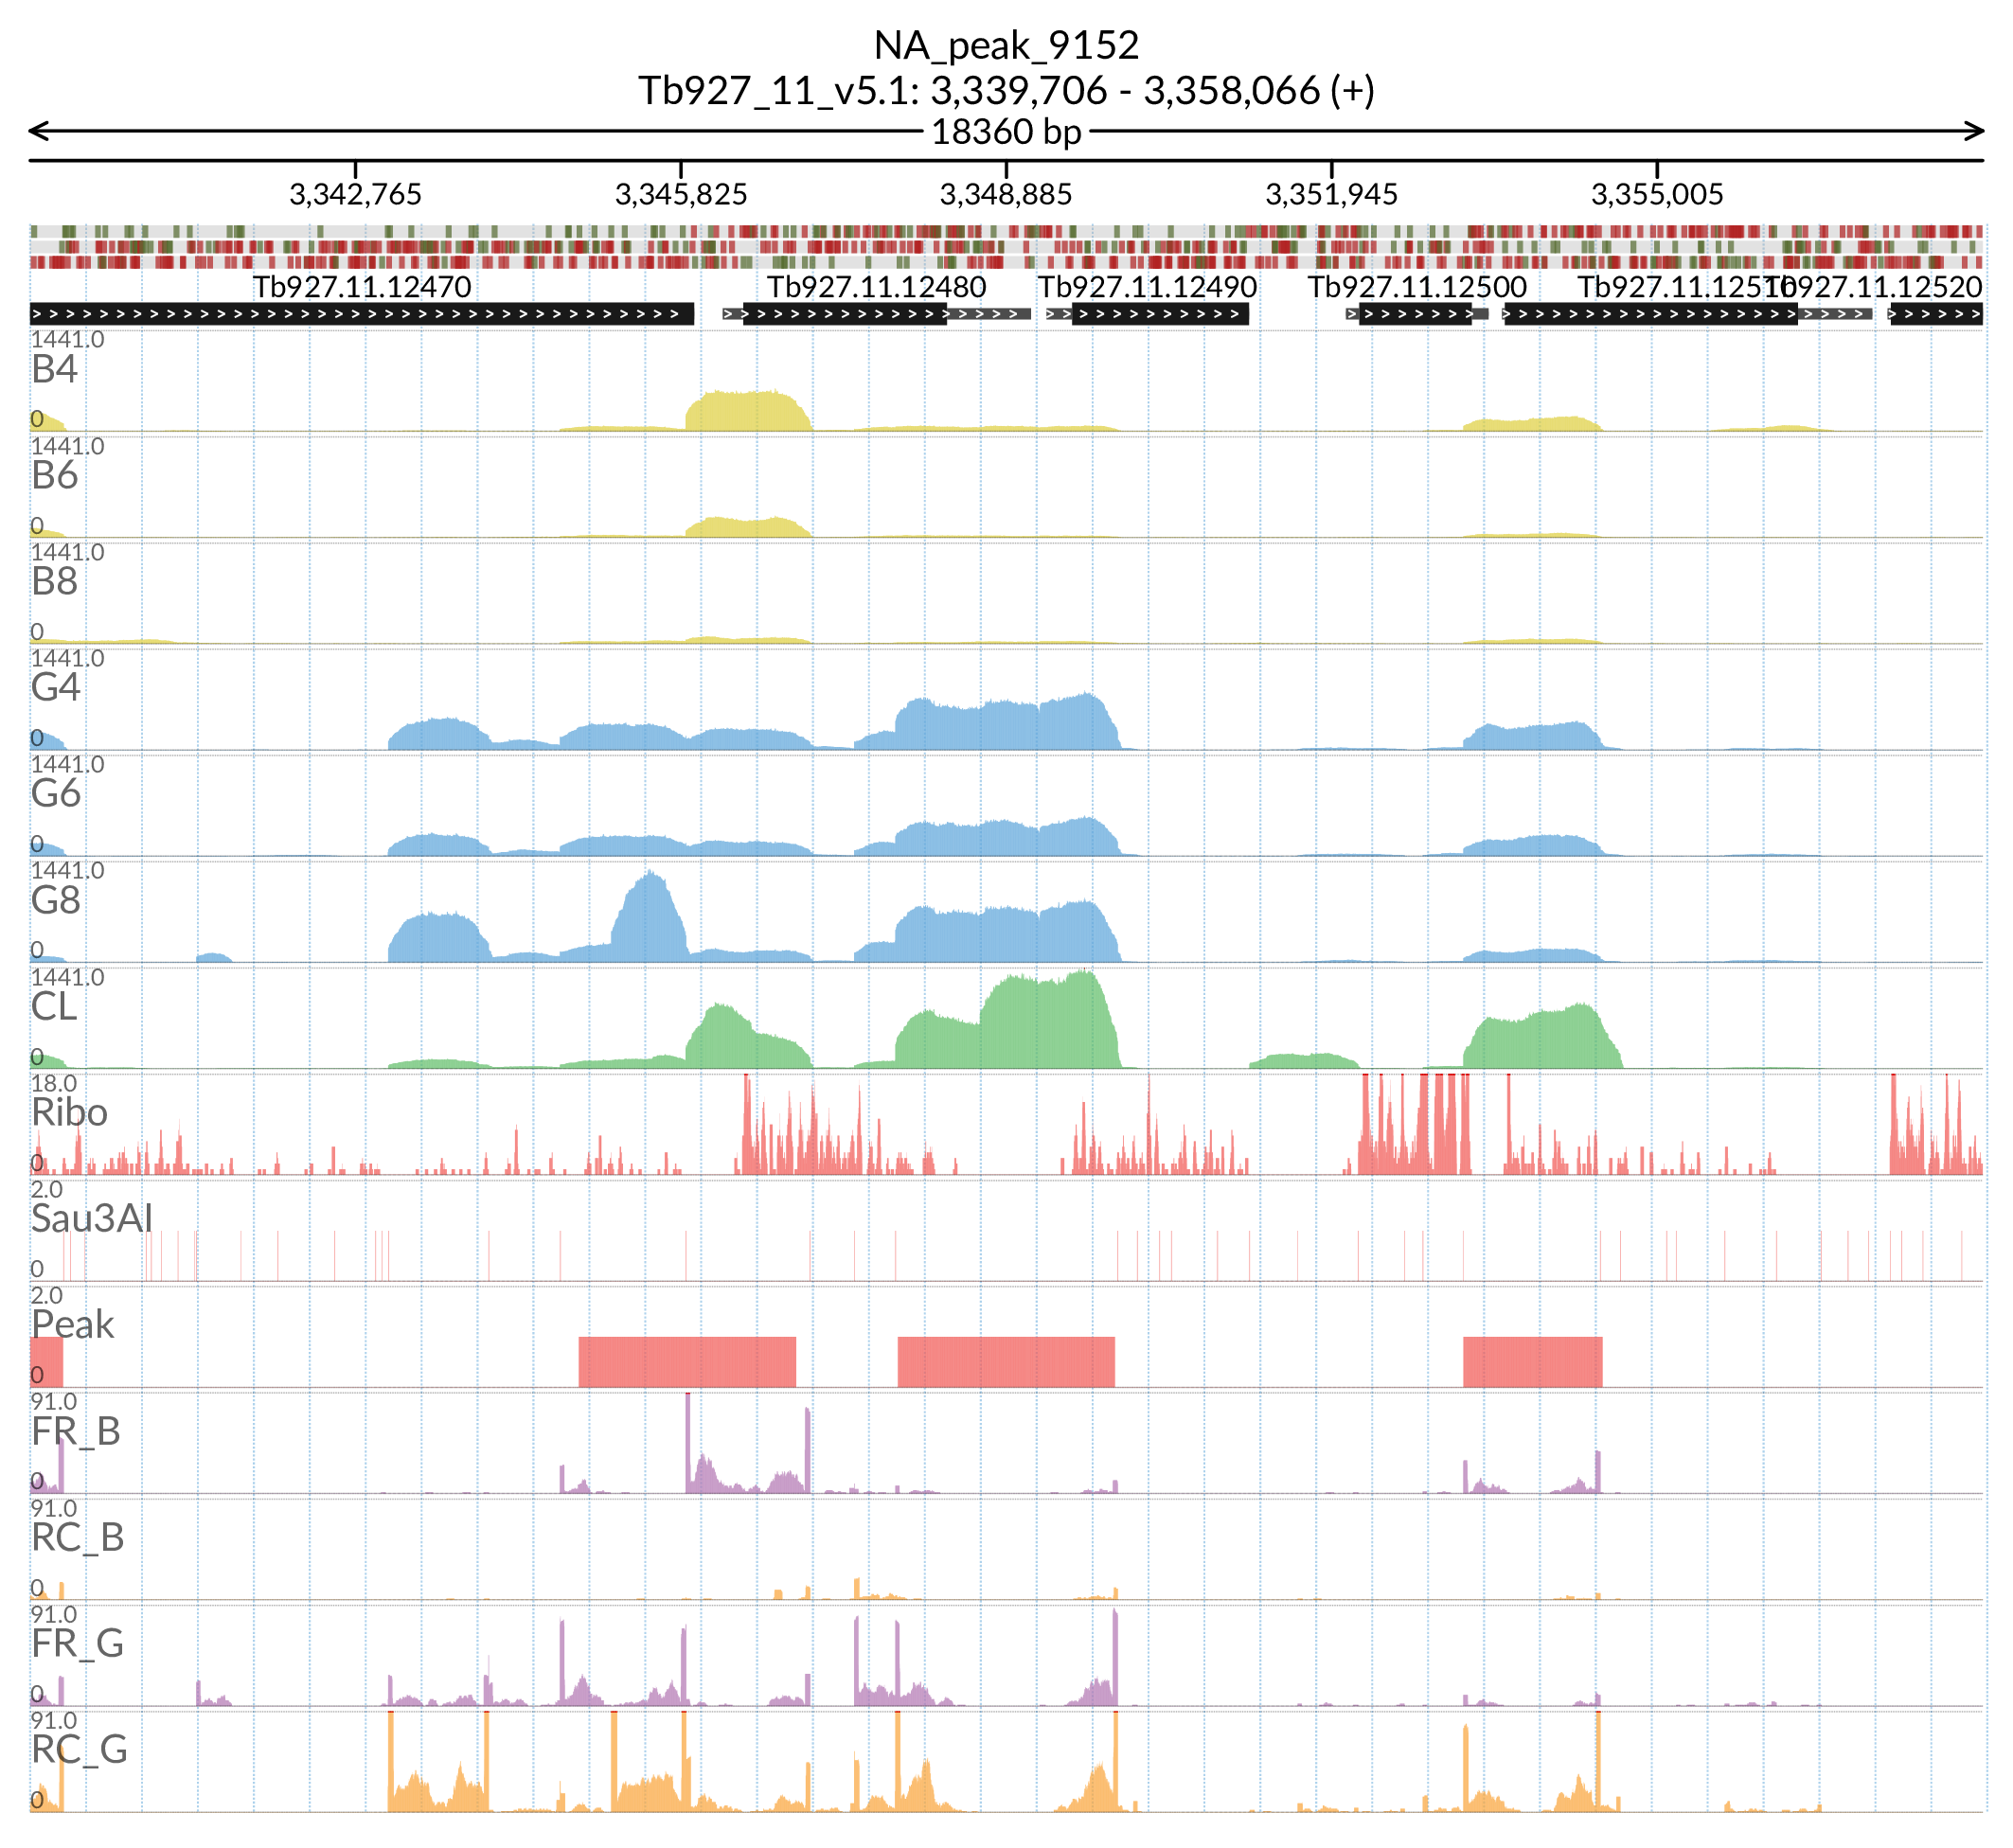 NA_peak_9152
Tb927_11_v5.1: 3,339,706 - 3,358,066 (+)
18360 bp
3,342,765 3,345,825 3,348,885 3,351,945 3,355,005
Tb927.11.12470 Tb927.11.12480 Tb927.11.12490 Tb927.11.12500 Tb927.11.12510 Tb927.11.12520
1441.0
B4
0
1441.0
B6
0
1441.0
B8
0
1441.0
G4
0
1441.0
G6
0
1441.0
G8
0
1441.0
CL
0
18.0
Ribo
0
2.0
Sau3AI
0
2.0
Peak
0
91.0
FR_B
0
91.0
RC_B
0
91.0
FR_G
0
91.0
RC_G
0